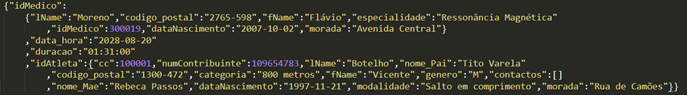 {"idMedico":
{"lName":"Moreno","codigo_postal":"2765-598","fName":"Flávio","especialidade":"Ressonância Magnética"
,"idMedico":300019,"dataNascimento":"2007-10-02","morada":"Avenida Central"}
,"data_hora":"2028-08-20"
,"duracao":"01:31:00"
,"idAtleta":{"cc":100001,"numContribuinte":109654783,"lName":"Botelho","nome_Pai":"Tito Varela"
,"codigo_postal":"1300-472","categoria":"800 metros","fName":"Vicente","genero":"M","contactos":[]
,"nome_Mae":"Rebeca Passos","dataNascimento":"1997-11-21","modalidade":"Salto em comprimento","morada":"Rua de Camões"}}